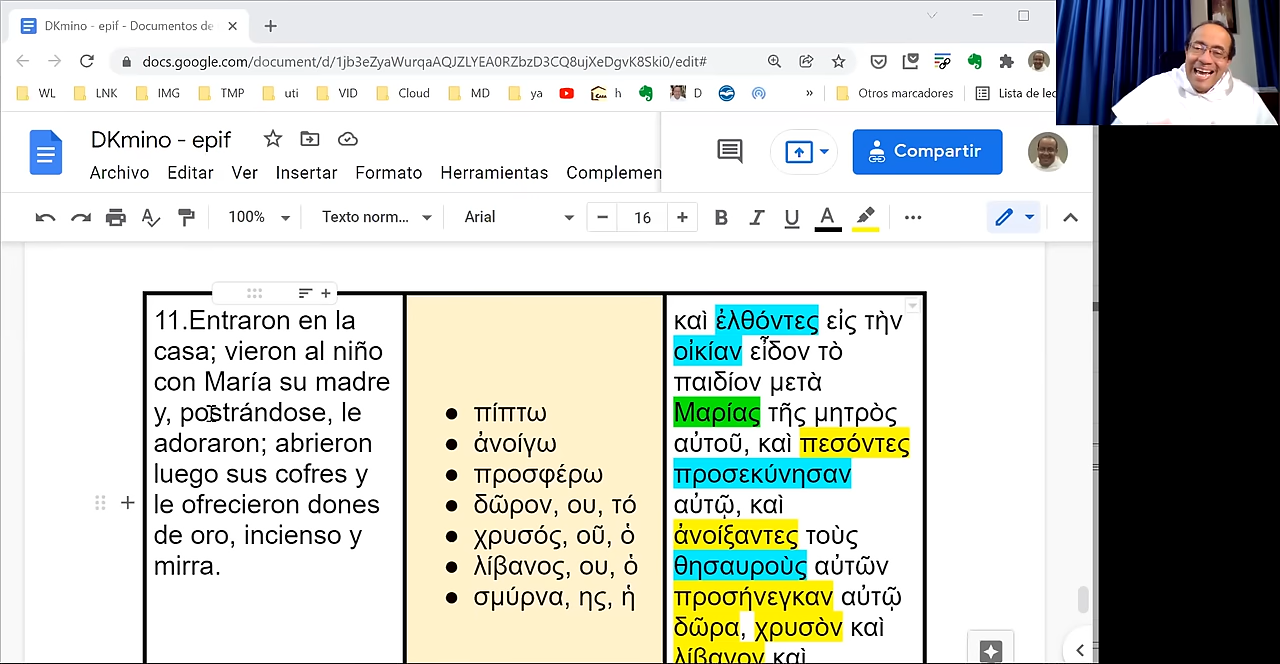 DKmino - epif - Documentos de
docs.google.com/document/d/1jb3eZyaWurqaAQJZLYEA0RZbzD3CQ8ujXeDgvK8Ski0/edit#
WL LNK IMG TMP uti VID Cloud MD ya h D » Otros marcadores Lista de lec
DKmino - epif
Compartir
Archivo Editar Ver Insertar Formato Herramientas Complemen
100% Texto norm... Arial − 16 + B I U A
11.Entraron en la
casa; vieron al niño
con María su madre
y, postrándose, le
adoraron; abrieron
luego sus cofres y
le ofrecieron dones
de oro, incienso y
mirra.
● πίπτω
● ἀνοίγω
● προσφέρω
● δῶρον, ου, τό
● χρυσός, οῦ, ὁ
● λίβανος, ου, ὁ
● σμύρνα, ης, ἡ
καὶ ἐλθόντες εἰς τὴν
οἰκίαν εἶδον τὸ
παιδίον μετὰ
Μαρίας τῆς μητρὸς
αὐτοῦ, καὶ πεσόντες
προσεκύνησαν
αὐτῷ, καὶ
ἀνοίξαντες τοὺς
θησαυροὺς αὐτῶν
προσήνεγκαν αὐτῷ
δῶρα, χρυσὸν καὶ
λίβανον καὶ